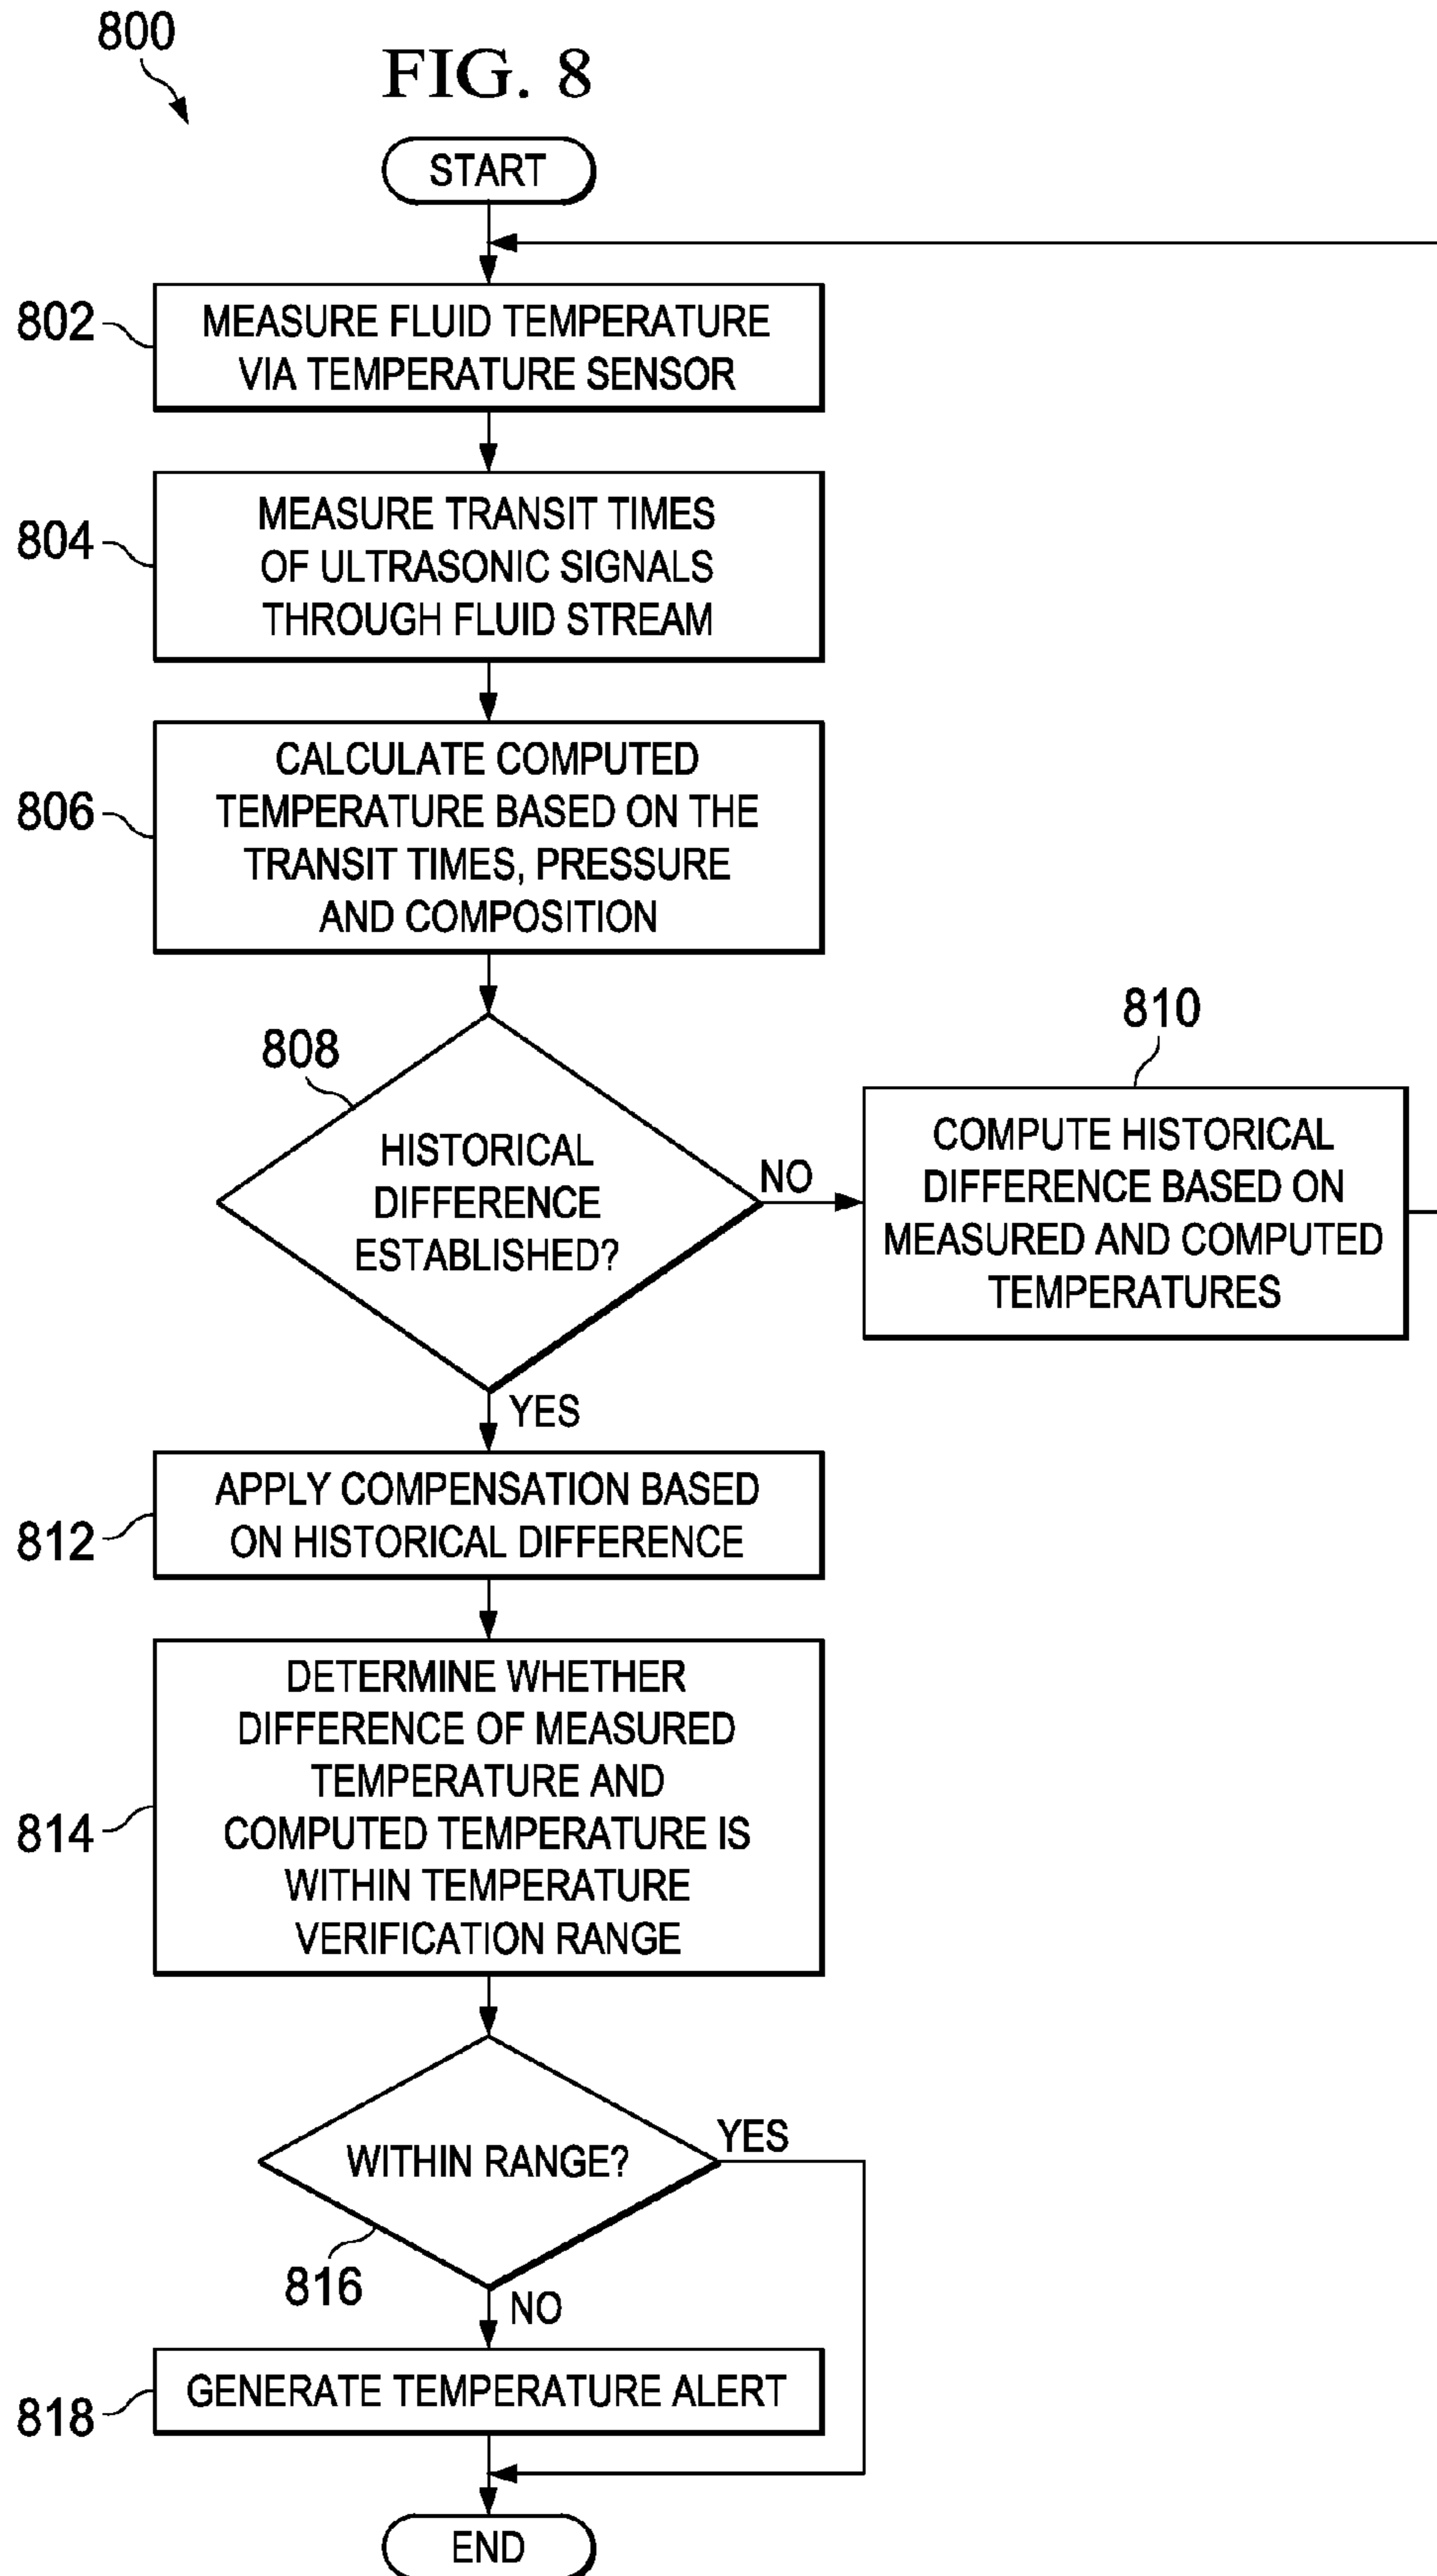 800
FIG. 8
START
802
MEASURE FLUID TEMPERATURE
VIA TEMPERATURE SENSOR
804
MEASURE TRANSIT TIMES
OF ULTRASONIC SIGNALS
THROUGH FLUID STREAM
806
CALCULATE COMPUTED
TEMPERATURE BASED ON THE
TRANSIT TIMES, PRESSURE
AND COMPOSITION
808
HISTORICAL
DIFFERENCE
ESTABLISHED?
NO
810
COMPUTE HISTORICAL
DIFFERENCE BASED ON
MEASURED AND COMPUTED
TEMPERATURES
YES
812
APPLY COMPENSATION BASED
ON HISTORICAL DIFFERENCE
814
DETERMINE WHETHER
DIFFERENCE OF MEASURED
TEMPERATURE AND
COMPUTED TEMPERATURE IS
WITHIN TEMPERATURE
VERIFICATION RANGE
WITHIN RANGE?
YES
816
NO
818
GENERATE TEMPERATURE ALERT
END